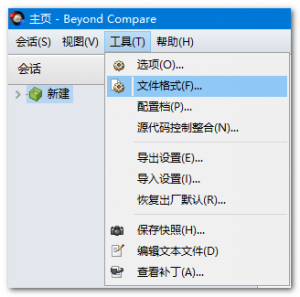 主页 - Beyond Compare
会话(S) 视图(V) 工具(T) 帮助(H)
会话
新建
选项(O)...
文件格式(F)...
配置档(P)...
源代码控制整合(N)...
导出设置(E)...
导入设置(I)...
恢复出厂默认(R)...
保存快照(H)...
编辑文本文件(D)
查看补丁(A)...